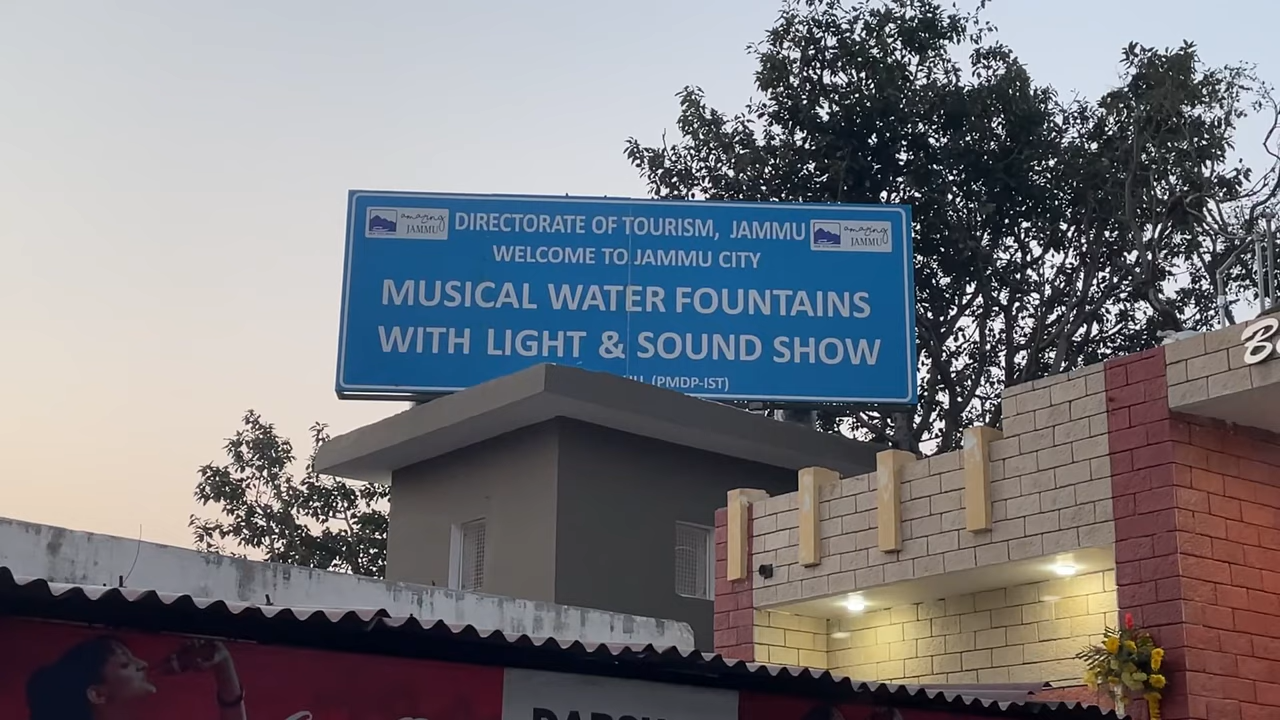 amazing JAMMU
DIRECTORATE OF TOURISM, JAMMU
amazing JAMMU
WELCOME TO JAMMU CITY
MUSICAL WATER FOUNTAINS
WITH LIGHT & SOUND SHOW
(PMDP-IST)